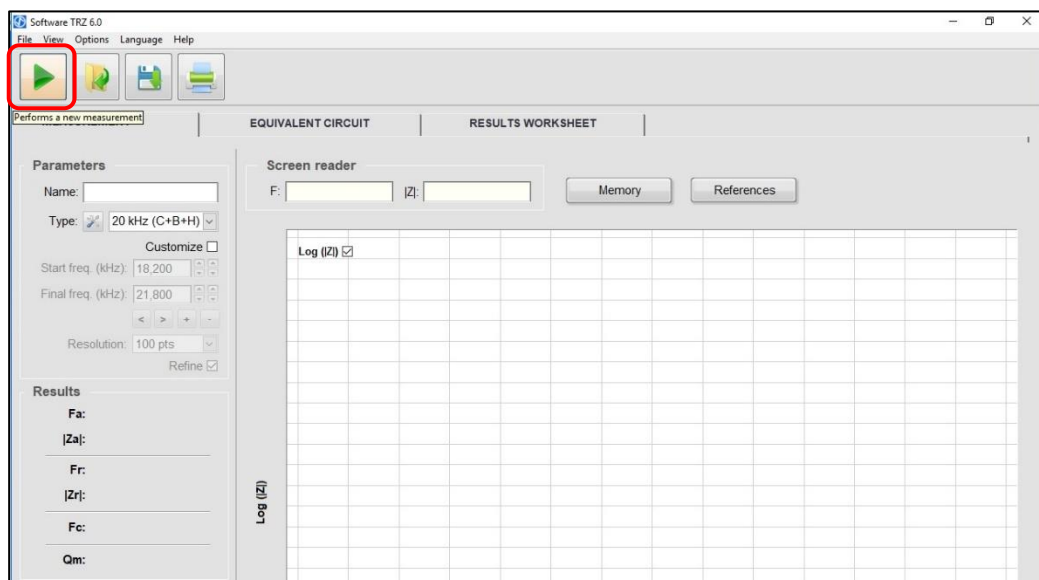 Software TRZ 6.0
File View Options Language Help
Performs a new measurement
EQUIVALENT CIRCUIT
RESULTS WORKSHEET
Parameters
Name:
Type: 20 kHz (C+B+H)
Customize
Start freq. (kHz): 18,200
Final freq. (kHz): 21,800
< > + -
Resolution: 100 pts
Refine
Results
Fa:
|Za|:
Fr:
|Zr|:
Fc:
Qm:
Screen reader
F:
|Z|:
Memory
References
Log (|Z|)
Log (|Z|)